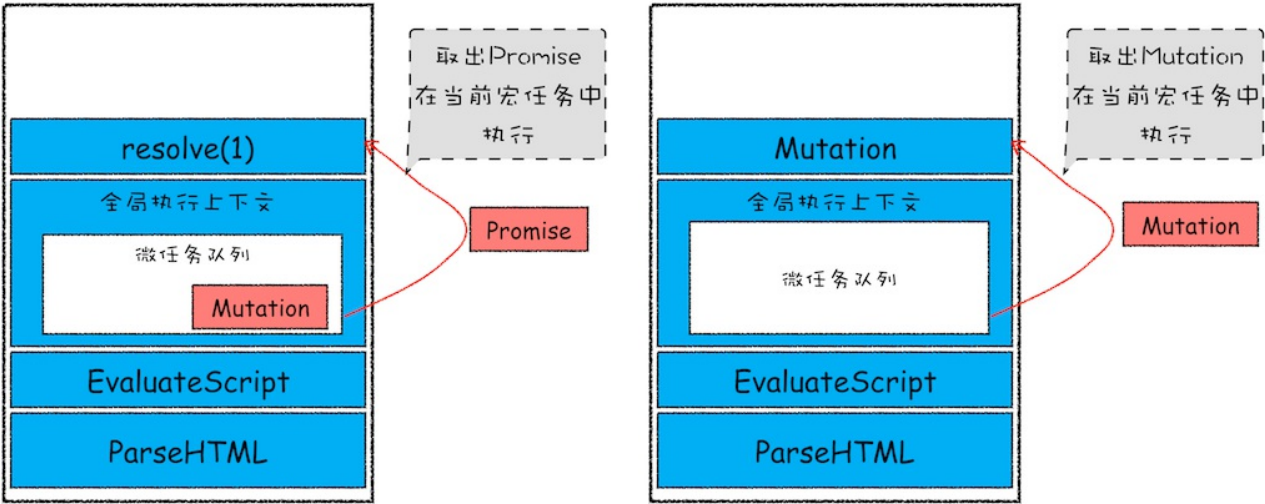 取出Promise
在当前宏任务中
执行
resolve(1)
全局执行上下文
Promise
微任务队列
Mutation
EvaluateScript
ParseHTML
取出Mutation
在当前宏任务中
执行
Mutation
全局执行上下文
Mutation
微任务队列
EvaluateScript
ParseHTML